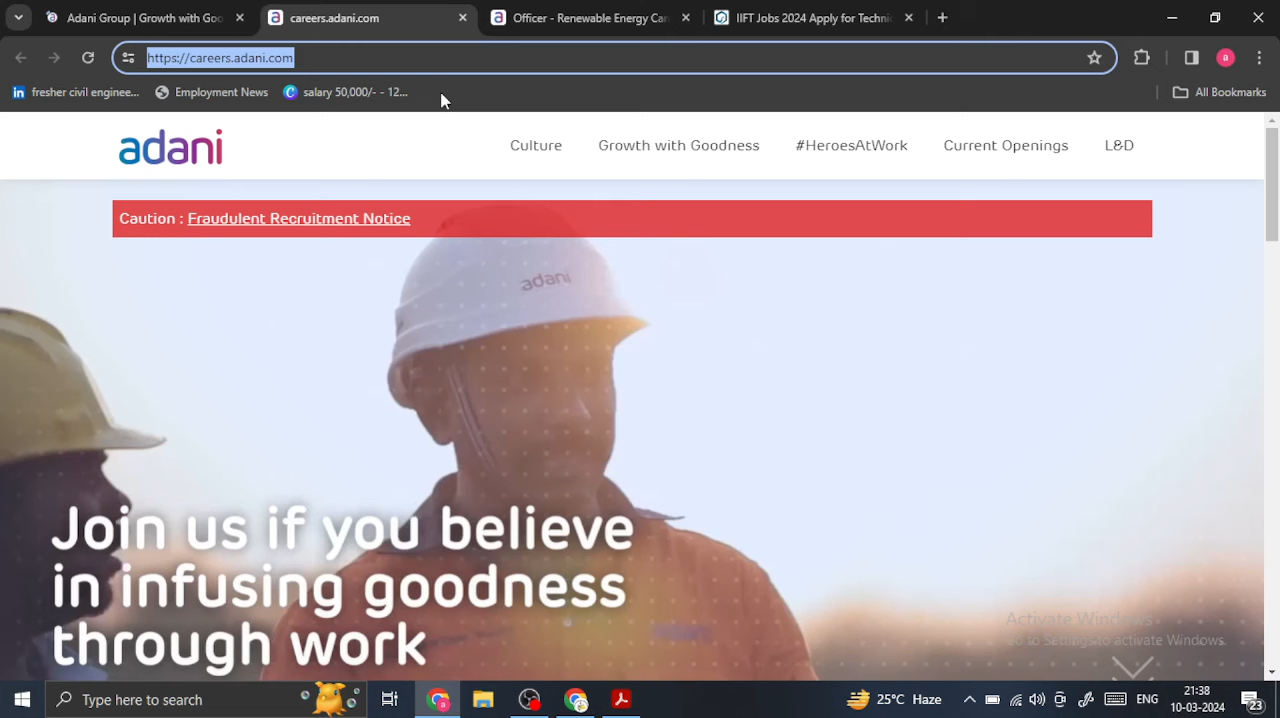 Adani Group | Growth with Goo
careers.adani.com
Officer - Renewable Energy Car
IIFT Jobs 2024 Apply for Technic
https://careers.adani.com
fresher civil enginee...
Employment News
salary 50,000/- - 12...
All Bookmarks
adani
Culture
Growth with Goodness
#HeroesAtWork
Current Openings
L&D
Caution : Fraudulent Recruitment Notice
adani
Join us if you believe
in infusing goodness
through work
Activate Windows
Go to Settings to activate Windows.
Type here to search
25°C Haze
ENG
21:38
10-03-2024
23